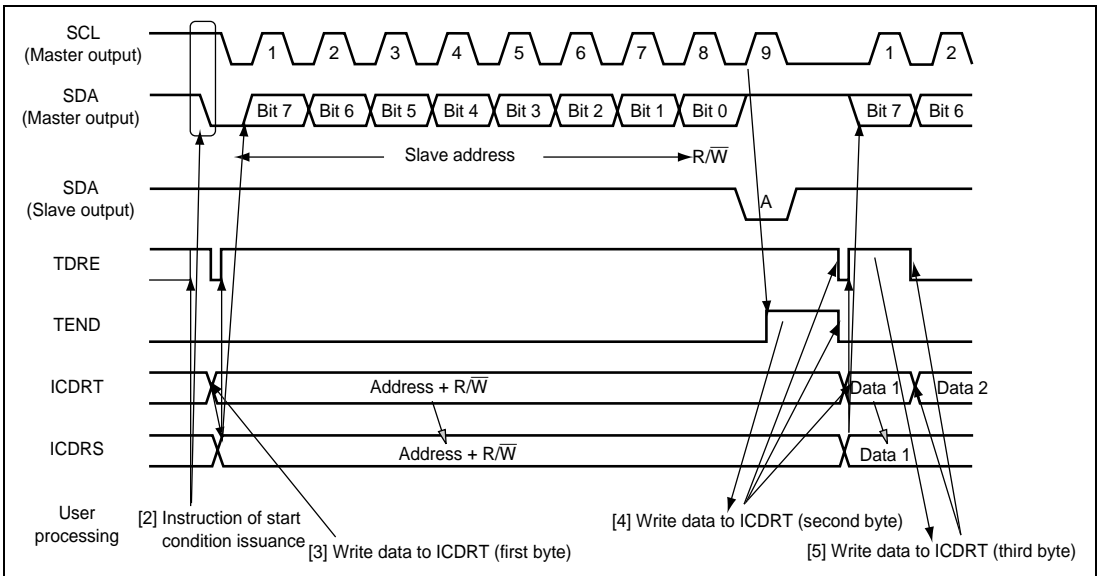 SCL
(Master output)
1 2 3 4 5 6 7 8 9 1 2
SDA
(Master output)
Bit 7 Bit 6 Bit 5 Bit 4 Bit 3 Bit 2 Bit 1 Bit 0 Bit 7 Bit 6
Slave address R/W̅
SDA
(Slave output)
A
TDRE
TEND
ICDRT
Address + R/W̅ Data 1 Data 2
ICDRS
Address + R/W̅ Data 1
User
processing
[2] Instruction of start
condition issuance
[3] Write data to ICDRT (first byte)
[4] Write data to ICDRT (second byte)
[5] Write data to ICDRT (third byte)